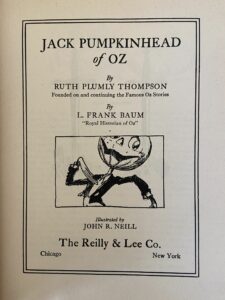 JACK PUMPKINHEAD
of OZ
By
RUTH PLUMLY THOMPSON
Founded on and continuing the Famous Oz Stories
By
L. FRANK BAUM
"Royal Historian of Oz"
Illustrated by
JOHN R. NEILL
The Reilly & Lee Co.
Chicago New York